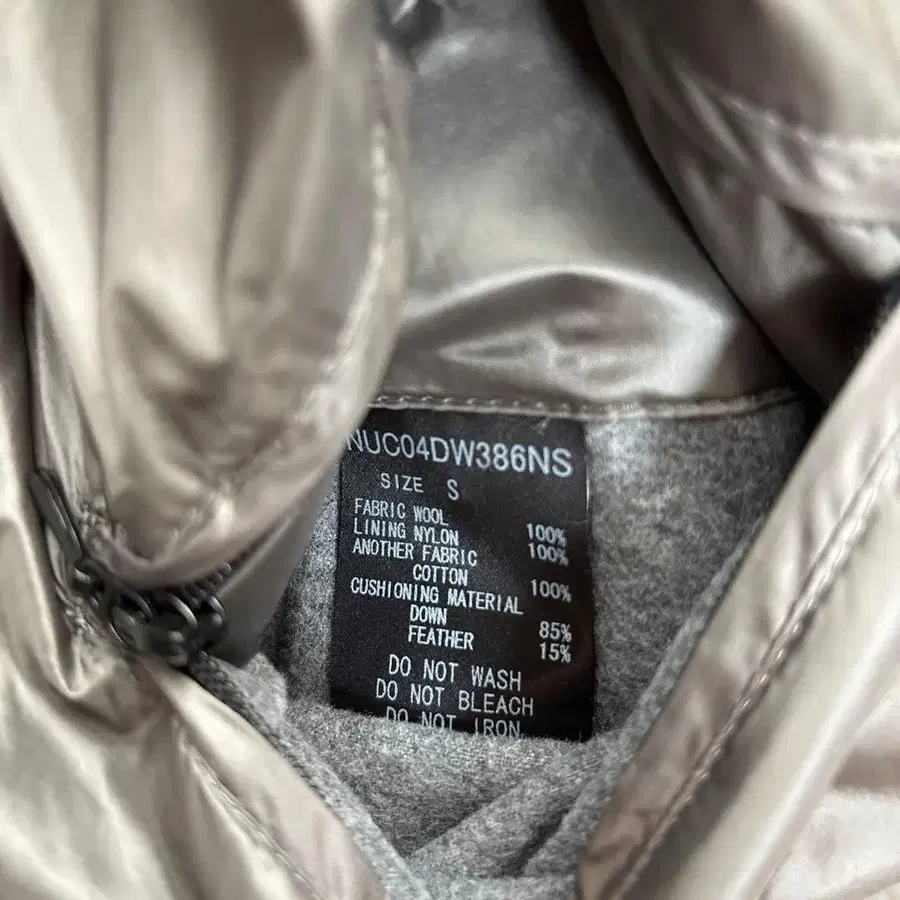 NUC04DW386NS
SIZE S
FABRIC WOOL 100%
LINING NYLON 100%
ANOTHER FABRIC
COTTON 100%
CUSHIONING MATERIAL
DOWN 85%
FEATHER 15%
DO NOT WASH
DO NOT BLEACH
DO NOT IRON